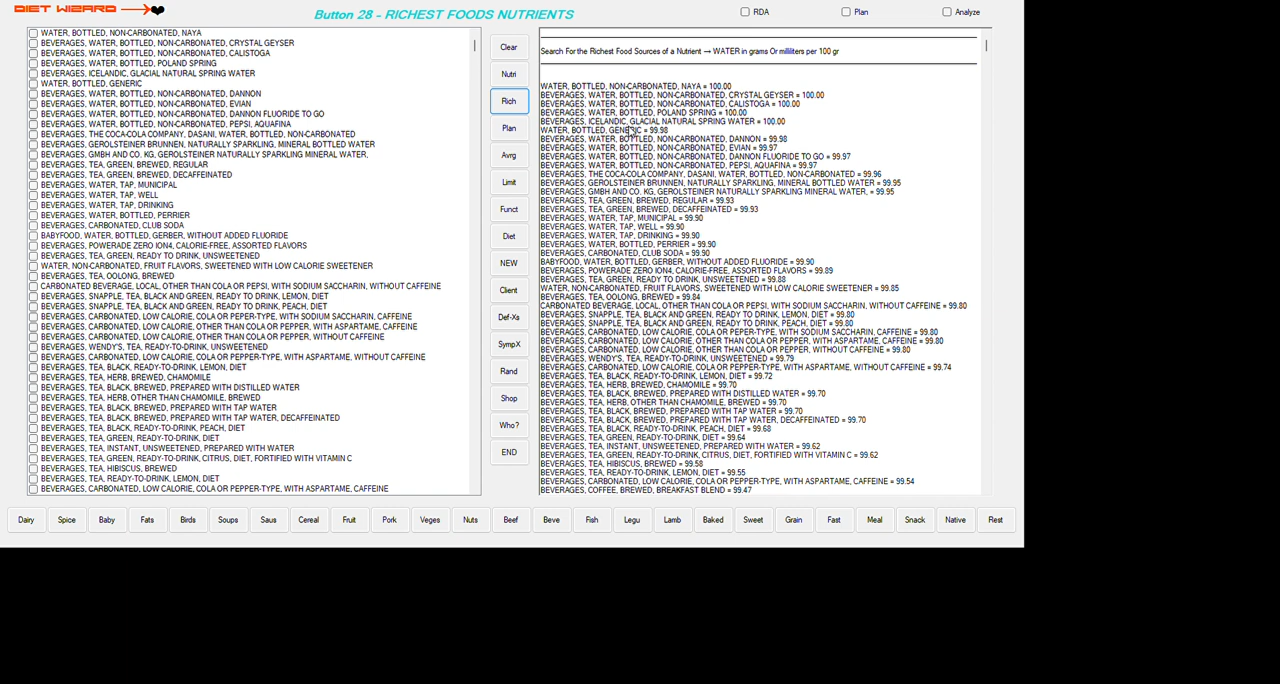 DIET WIZARD
Button 28 - RICHEST FOODS NUTRIENTS
RDA
Plan
Analyze
WATER, BOTTLED, NON-CARBONATED, NAYA
BEVERAGES, WATER, BOTTLED, NON-CARBONATED, CRYSTAL GEYSER
BEVERAGES, WATER, BOTTLED, NON-CARBONATED, CALISTOGA
BEVERAGES, WATER, BOTTLED, POLAND SPRING
BEVERAGES, ICELANDIC, GLACIAL NATURAL SPRING WATER
WATER, BOTTLED, GENERIC
BEVERAGES, WATER, BOTTLED, NON-CARBONATED, DANNON
BEVERAGES, WATER, BOTTLED, NON-CARBONATED, EVIAN
BEVERAGES, WATER, BOTTLED, NON-CARBONATED, DANNON FLUORIDE TO GO
BEVERAGES, WATER, BOTTLED, NON-CARBONATED, PEPSI, AQUAFINA
BEVERAGES, THE COCA-COLA COMPANY, DASANI, WATER, BOTTLED, NON-CARBONATED
BEVERAGES, GEROLSTEINER BRUNNEN, NATURALLY SPARKLING, MINERAL BOTTLED WATER
BEVERAGES, GMBH AND CO. KG, GEROLSTEINER NATURALLY SPARKLING MINERAL WATER,
BEVERAGES, TEA, GREEN, BREWED, REGULAR
BEVERAGES, TEA, GREEN, BREWED, DECAFFEINATED
BEVERAGES, WATER, TAP, MUNICIPAL
BEVERAGES, WATER, TAP, WELL
BEVERAGES, WATER, TAP, DRINKING
BEVERAGES, WATER, BOTTLED, PERRIER
BEVERAGES, CARBONATED, CLUB SODA
BABYFOOD, WATER, BOTTLED, GERBER, WITHOUT ADDED FLUORIDE
BEVERAGES, POWERADE ZERO ION4, CALORIE-FREE, ASSORTED FLAVORS
BEVERAGES, TEA, GREEN, READY TO DRINK, UNSWEETENED
WATER, NON-CARBONATED, FRUIT FLAVORS, SWEETENED WITH LOW CALORIE SWEETENER
BEVERAGES, TEA, OOLONG, BREWED
CARBONATED BEVERAGE, LOCAL, OTHER THAN COLA OR PEPSI, WITH SODIUM SACCHARIN, WITHOUT CAFFEINE
BEVERAGES, SNAPPLE, TEA, BLACK AND GREEN, READY TO DRINK, LEMON, DIET
BEVERAGES, SNAPPLE, TEA, BLACK AND GREEN, READY TO DRINK, PEACH, DIET
BEVERAGES, CARBONATED, LOW CALORIE, COLA OR PEPER-TYPE, WITH SODIUM SACCHARIN, CAFFEINE
BEVERAGES, CARBONATED, LOW CALORIE, OTHER THAN COLA OR PEPPER, WITH ASPARTAME, CAFFEINE
BEVERAGES, CARBONATED, LOW CALORIE, OTHER THAN COLA OR PEPPER, WITHOUT CAFFEINE
BEVERAGES, WENDY'S, TEA, READY-TO-DRINK, UNSWEETENED
BEVERAGES, CARBONATED, LOW CALORIE, COLA OR PEPPER-TYPE, WITH ASPARTAME, WITHOUT CAFFEINE
BEVERAGES, TEA, BLACK, READY-TO-DRINK, LEMON, DIET
BEVERAGES, TEA, HERB, BREWED, CHAMOMILE
BEVERAGES, TEA, BLACK, BREWED, PREPARED WITH DISTILLED WATER
BEVERAGES, TEA, HERB, OTHER THAN CHAMOMILE, BREWED
BEVERAGES, TEA, BLACK, BREWED, PREPARED WITH TAP WATER
BEVERAGES, TEA, BLACK, BREWED, PREPARED WITH TAP WATER, DECAFFEINATED
BEVERAGES, TEA, BLACK, READY-TO-DRINK, PEACH, DIET
BEVERAGES, TEA, GREEN, READY-TO-DRINK, DIET
BEVERAGES, TEA, INSTANT, UNSWEETENED, PREPARED WITH WATER
BEVERAGES, TEA, GREEN, READY-TO-DRINK, CITRUS, DIET, FORTIFIED WITH VITAMIN C
BEVERAGES, TEA, HIBISCUS, BREWED
BEVERAGES, TEA, READY-TO-DRINK, LEMON, DIET
BEVERAGES, CARBONATED, LOW CALORIE, COLA OR PEPPER-TYPE, WITH ASPARTAME, CAFFEINE
Clear
Nutri
Rich
Plan
Avrg
Limit
Funct
Diet
NEW
Client
Def-Xs
SympX
Rand
Shop
Who?
END
Search For the Richest Food Sources of a Nutrient → WATER in grams Or milliters per 100 gr
WATER, BOTTLED, NON-CARBONATED, NAYA = 100.00
BEVERAGES, WATER, BOTTLED, NON-CARBONATED, CRYSTAL GEYSER = 100.00
BEVERAGES, WATER, BOTTLED, NON-CARBONATED, CALISTOGA = 100.00
BEVERAGES, WATER, BOTTLED, POLAND SPRING = 100.00
BEVERAGES, ICELANDIC, GLACIAL NATURAL SPRING WATER = 100.00
WATER, BOTTLED, GENERIC = 99.98
BEVERAGES, WATER, BOTTLED, NON-CARBONATED, DANNON = 99.98
BEVERAGES, WATER, BOTTLED, NON-CARBONATED, EVIAN = 99.97
BEVERAGES, WATER, BOTTLED, NON-CARBONATED, DANNON FLUORIDE TO GO = 99.97
BEVERAGES, WATER, BOTTLED, NON-CARBONATED, PEPSI, AQUAFINA = 99.97
BEVERAGES, THE COCA-COLA COMPANY, DASANI, WATER, BOTTLED, NON-CARBONATED = 99.96
BEVERAGES, GEROLSTEINER BRUNNEN, NATURALLY SPARKLING, MINERAL BOTTLED WATER = 99.95
BEVERAGES, GMBH AND CO. KG, GEROLSTEINER NATURALLY SPARKLING MINERAL WATER, = 99.95
BEVERAGES, TEA, GREEN, BREWED, REGULAR = 99.93
BEVERAGES, TEA, GREEN, BREWED, DECAFFEINATED = 99.93
BEVERAGES, WATER, TAP, MUNICIPAL = 99.90
BEVERAGES, WATER, TAP, WELL = 99.90
BEVERAGES, WATER, TAP, DRINKING = 99.90
BEVERAGES, WATER, BOTTLED, PERRIER = 99.90
BEVERAGES, CARBONATED, CLUB SODA = 99.90
BABYFOOD, WATER, BOTTLED, GERBER, WITHOUT ADDED FLUORIDE = 99.90
BEVERAGES, POWERADE ZERO ION4, CALORIE-FREE, ASSORTED FLAVORS = 99.89
BEVERAGES, TEA, GREEN, READY TO DRINK, UNSWEETENED = 99.88
WATER, NON-CARBONATED, FRUIT FLAVORS, SWEETENED WITH LOW CALORIE SWEETENER = 99.85
BEVERAGES, TEA, OOLONG, BREWED = 99.84
CARBONATED BEVERAGE, LOCAL, OTHER THAN COLA OR PEPSI, WITH SODIUM SACCHARIN, WITHOUT CAFFEINE = 99.80
BEVERAGES, SNAPPLE, TEA, BLACK AND GREEN, READY TO DRINK, LEMON, DIET = 99.80
BEVERAGES, SNAPPLE, TEA, BLACK AND GREEN, READY TO DRINK, PEACH, DIET = 99.80
BEVERAGES, CARBONATED, LOW CALORIE, COLA OR PEPER-TYPE, WITH SODIUM SACCHARIN, CAFFEINE = 99.80
BEVERAGES, CARBONATED, LOW CALORIE, OTHER THAN COLA OR PEPPER, WITH ASPARTAME, CAFFEINE = 99.80
BEVERAGES, CARBONATED, LOW CALORIE, OTHER THAN COLA OR PEPPER, WITHOUT CAFFEINE = 99.80
BEVERAGES, WENDY'S, TEA, READY-TO-DRINK, UNSWEETENED = 99.79
BEVERAGES, CARBONATED, LOW CALORIE, COLA OR PEPPER-TYPE, WITH ASPARTAME, WITHOUT CAFFEINE = 99.74
BEVERAGES, TEA, BLACK, READY-TO-DRINK, LEMON, DIET = 99.72
BEVERAGES, TEA, HERB, BREWED, CHAMOMILE = 99.70
BEVERAGES, TEA, BLACK, BREWED, PREPARED WITH DISTILLED WATER = 99.70
BEVERAGES, TEA, HERB, OTHER THAN CHAMOMILE, BREWED = 99.70
BEVERAGES, TEA, BLACK, BREWED, PREPARED WITH TAP WATER = 99.70
BEVERAGES, TEA, BLACK, BREWED, PREPARED WITH TAP WATER, DECAFFEINATED = 99.70
BEVERAGES, TEA, BLACK, READY-TO-DRINK, PEACH, DIET = 99.68
BEVERAGES, TEA, GREEN, READY-TO-DRINK, DIET = 99.64
BEVERAGES, TEA, INSTANT, UNSWEETENED, PREPARED WITH WATER = 99.62
BEVERAGES, TEA, GREEN, READY-TO-DRINK, CITRUS, DIET, FORTIFIED WITH VITAMIN C = 99.62
BEVERAGES, TEA, HIBISCUS, BREWED = 99.58
BEVERAGES, TEA, READY-TO-DRINK, LEMON, DIET = 99.55
BEVERAGES, CARBONATED, LOW CALORIE, COLA OR PEPPER-TYPE, WITH ASPARTAME, CAFFEINE = 99.54
BEVERAGES, COFFEE, BREWED, BREAKFAST BLEND = 99.47
Dairy
Spice
Baby
Fats
Birds
Soups
Saus
Cereal
Fruit
Pork
Veges
Nuts
Beef
Beve
Fish
Legu
Lamb
Baked
Sweet
Grain
Fast
Meal
Snack
Native
Rest